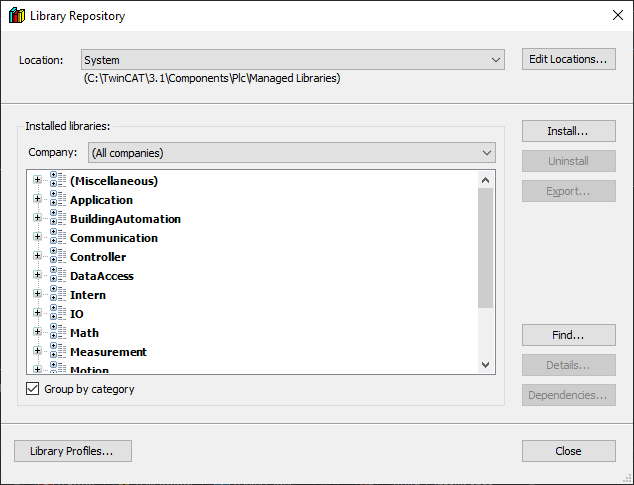 Library Repository
Location: System Edit Locations...
(C:\TwinCAT\3.1\Components\Plc\Managed Libraries)
Installed libraries:
Install...
Company: (All companies)
Uninstall
(Miscellaneous)
Export...
Application
BuildingAutomation
Communication
Controller
DataAccess
Intern
IO
Math
Find...
Measurement
Details...
Motion
Group by category
Dependencies...
Library Profiles... Close